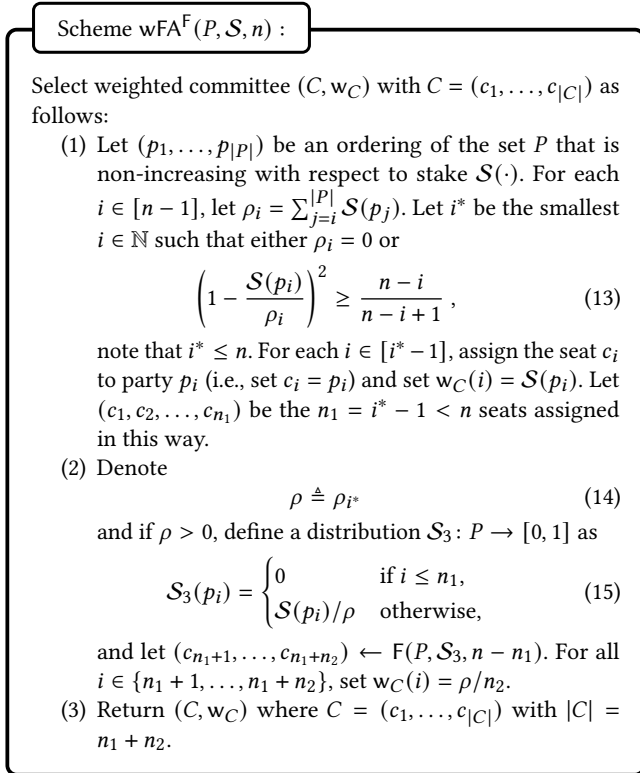 Scheme wFA^F(P, 𝒮, n) :
Select weighted committee (C, w_C) with C = (c_1, . . . , c_{|C|}) as
follows:
(1) Let (p_1, . . . , p_{|P|}) be an ordering of the set P that is
non-increasing with respect to stake 𝒮(·). For each
i ∈ [n − 1], let ρ_i = ∑_{j=i}^{|P|} 𝒮(p_j). Let i* be the smallest
i ∈ ℕ such that either ρ_i = 0 or
(1 − 𝒮(p_i)/ρ_i)^2 ≥ (n − i)/(n − i + 1) , (13)
note that i* ≤ n. For each i ∈ [i* − 1], assign the seat c_i
to party p_i (i.e., set c_i = p_i) and set w_C(i) = 𝒮(p_i). Let
(c_1, c_2, . . . , c_{n_1}) be the n_1 = i* − 1 < n seats assigned
in this way.
(2) Denote
ρ ≜ ρ_{i*} (14)
and if ρ > 0, define a distribution 𝒮_3 : P → [0, 1] as
𝒮_3(p_i) = { 0 if i ≤ n_1,
𝒮(p_i)/ρ otherwise, (15)
and let (c_{n_1+1}, . . . , c_{n_1+n_2}) ← F(P, 𝒮_3, n − n_1). For all
i ∈ {n_1 + 1, . . . , n_1 + n_2}, set w_C(i) = ρ/n_2.
(3) Return (C, w_C) where C = (c_1, . . . , c_{|C|}) with |C| =
n_1 + n_2.